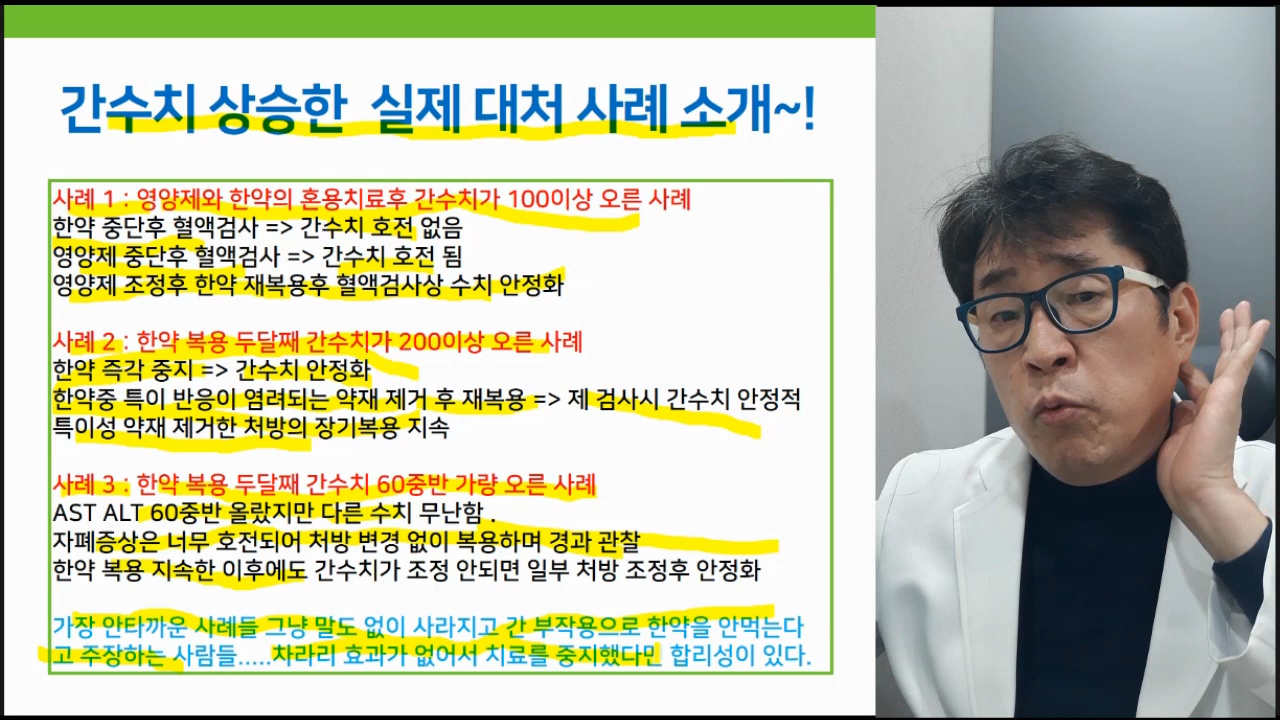 간수치 상승한 실제 대처 사례 소개~!
사례 1 : 영양제와 한약의 혼용치료후 간수치가 100이상 오른 사례
한약 중단후 혈액검사 => 간수치 호전 없음
영양제 중단후 혈액검사 => 간수치 호전 됨
영양제 조정후 한약 재복용후 혈액검사상 수치 안정화
사례 2 : 한약 복용 두달째 간수치가 200이상 오른 사례
한약 즉각 중지 => 간수치 안정화
한약중 특이 반응이 염려되는 약재 제거 후 재복용 => 제 검사시 간수치 안정적
특이성 약재 제거한 처방의 장기복용 지속
사례 3 : 한약 복용 두달째 간수치 60중반 가량 오른 사례
AST ALT 60중반 올랐지만 다른 수치 무난함 .
자폐증상은 너무 호전되어 처방 변경 없이 복용하며 경과 관찰
한약 복용 지속한 이후에도 간수치가 조정 안되면 일부 처방 조정후 안정화
가장 안타까운 사례들 그냥 말도 없이 사라지고 간 부작용으로 한약을 안먹는다
고 주장하는 사람들.....차라리 효과가 없어서 치료를 중지했다면 합리성이 있다.